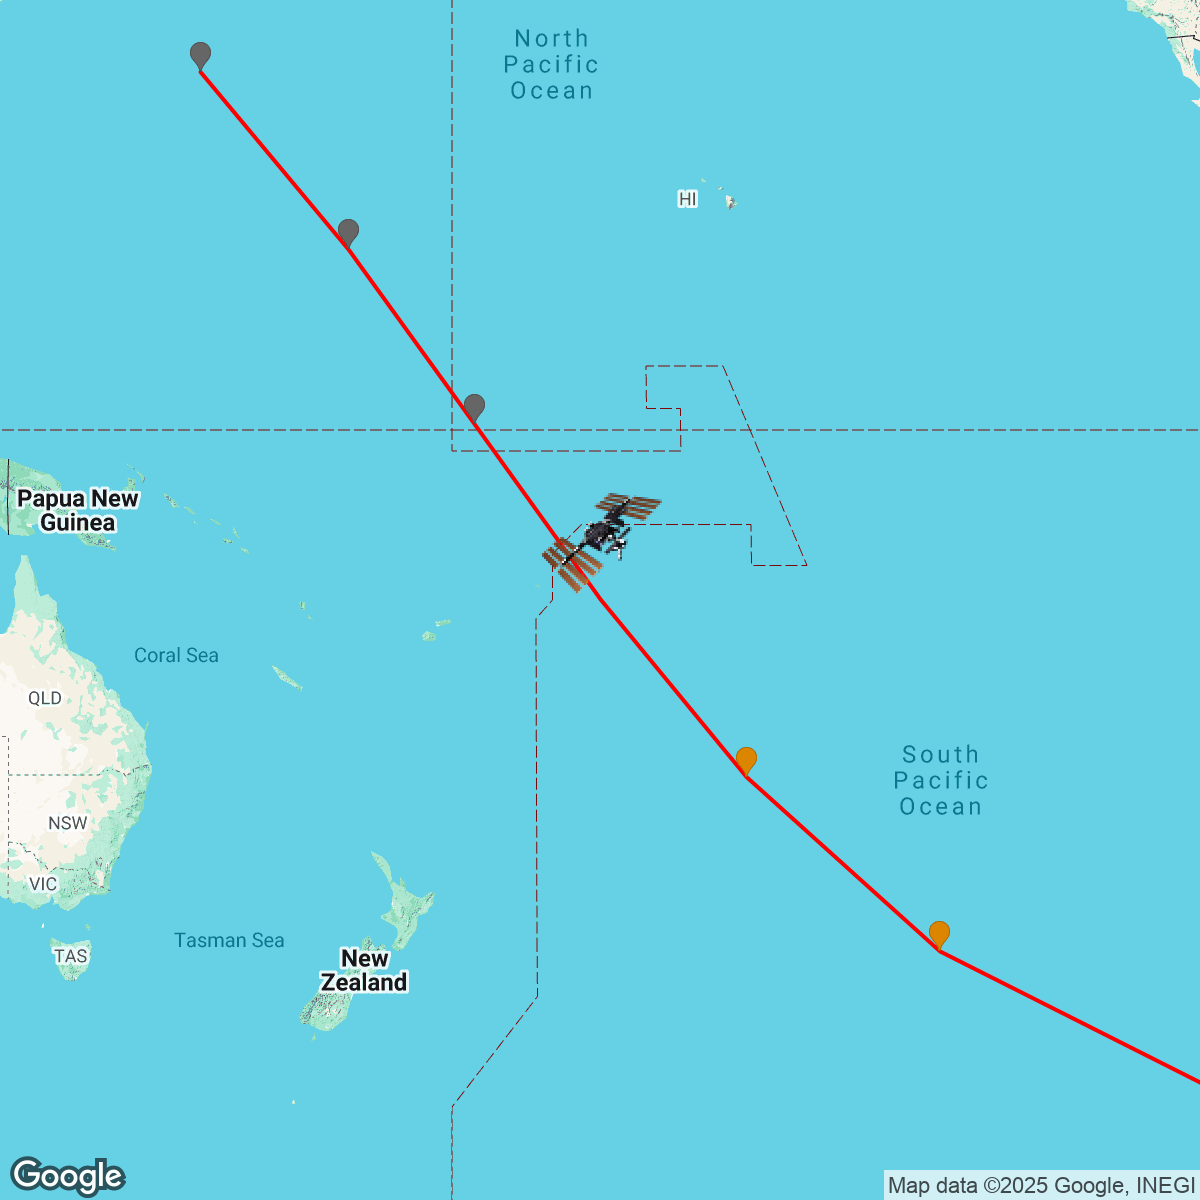 North
Pacific
Ocean
HI
Papua New
Guinea
Coral Sea
QLD
South
Pacific
Ocean
NSW
VIC
Tasman Sea
TAS
New
Zealand
Google
Map data ©2025 Google, INEGI